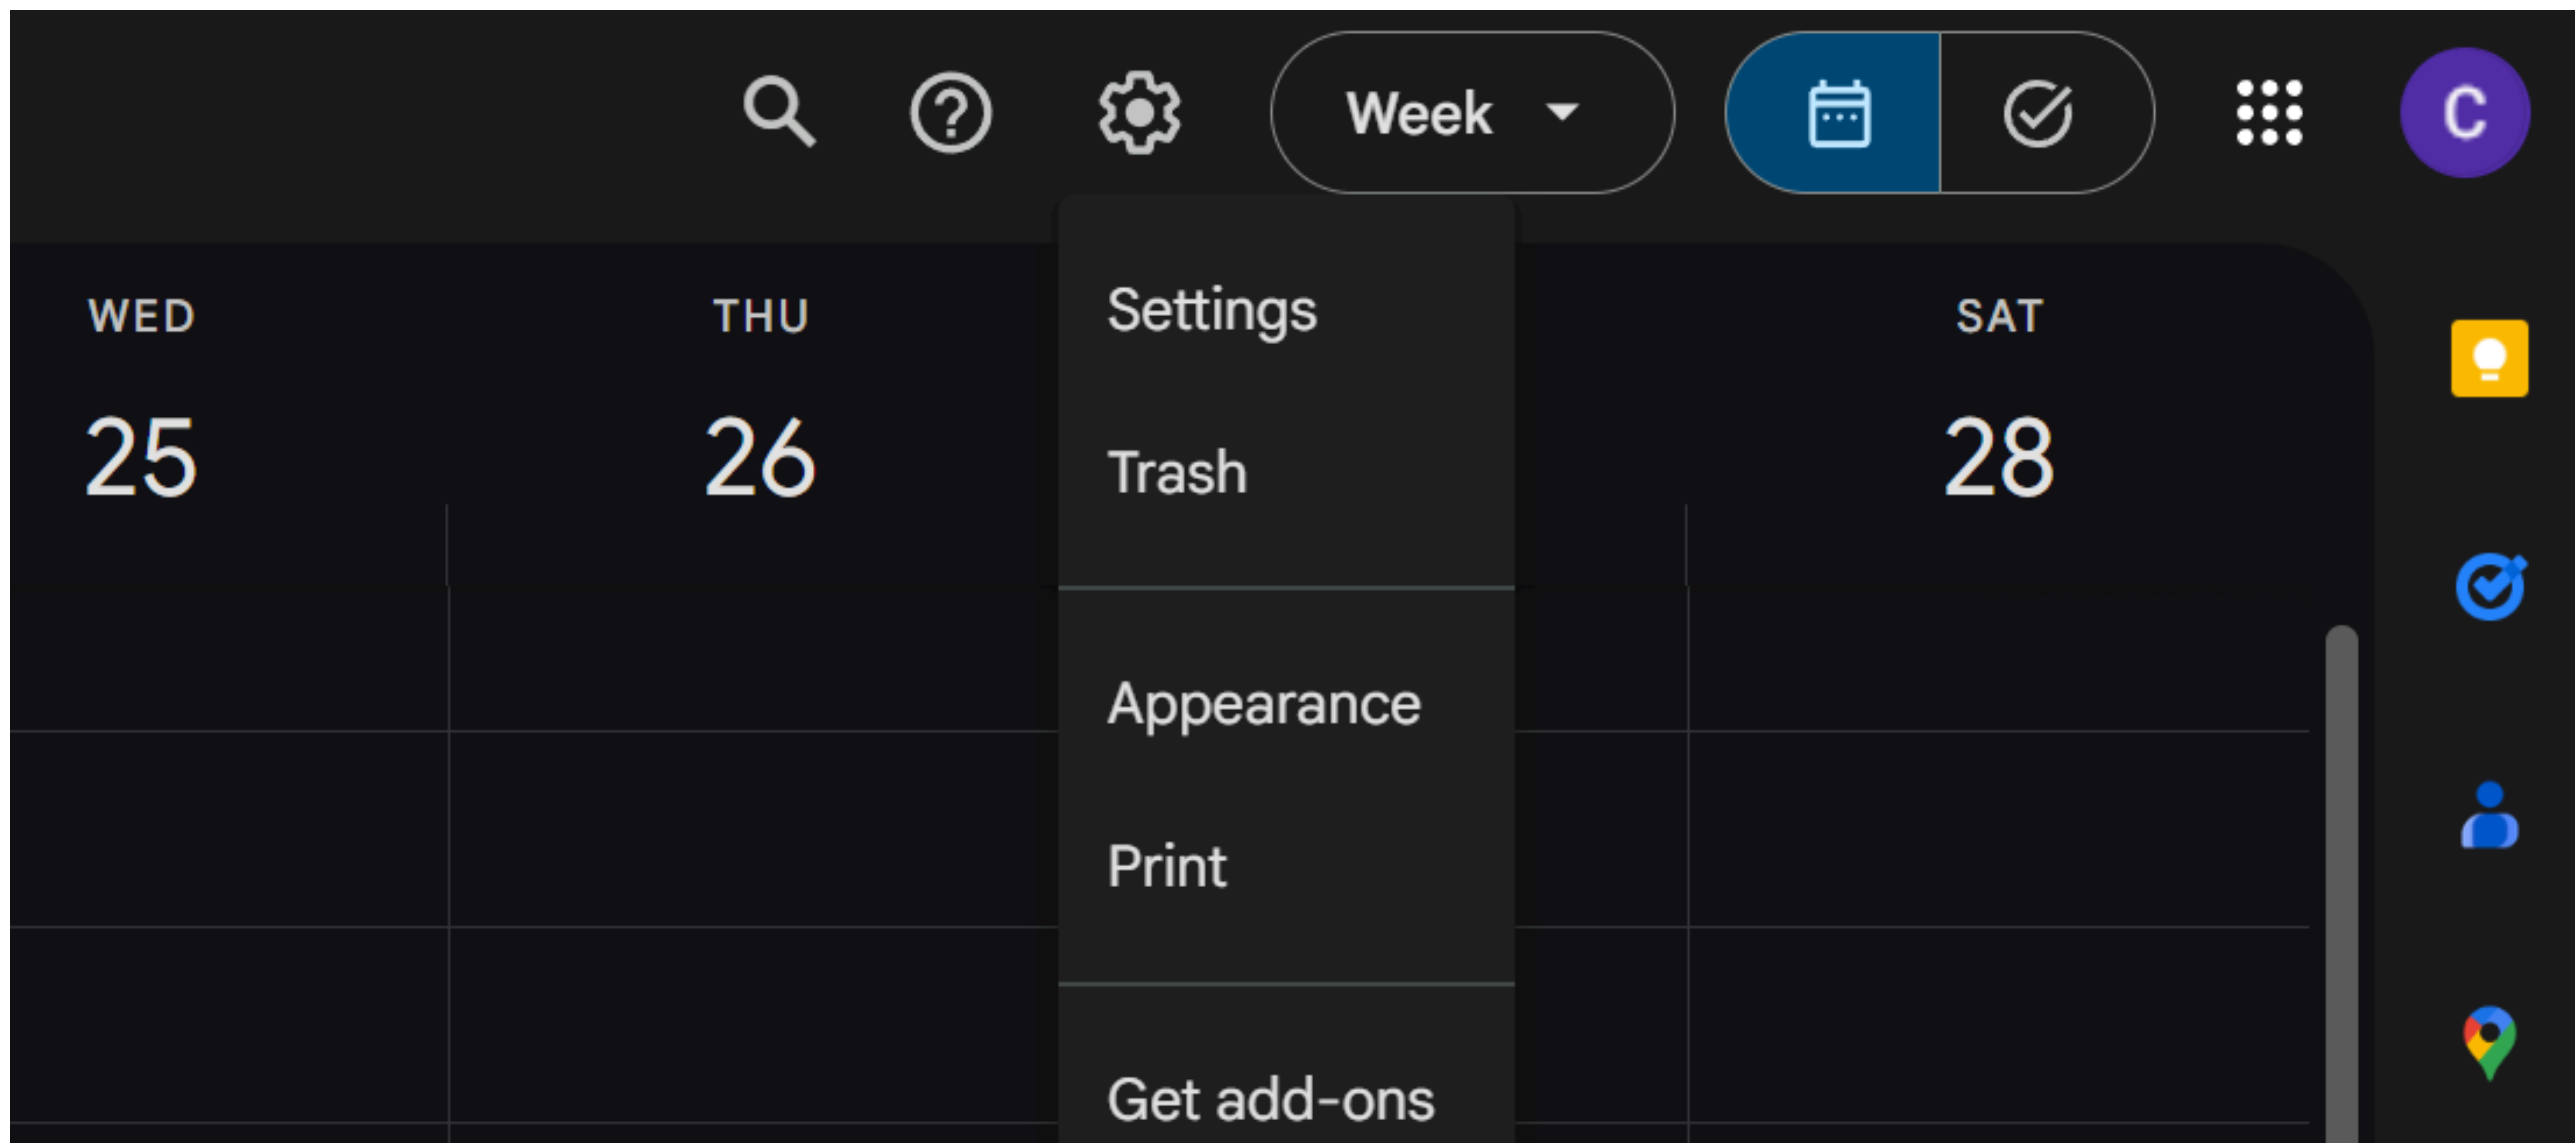 Week
C
WED
THU
SAT
25
26
28
Settings
Trash
Appearance
Print
Get add-ons